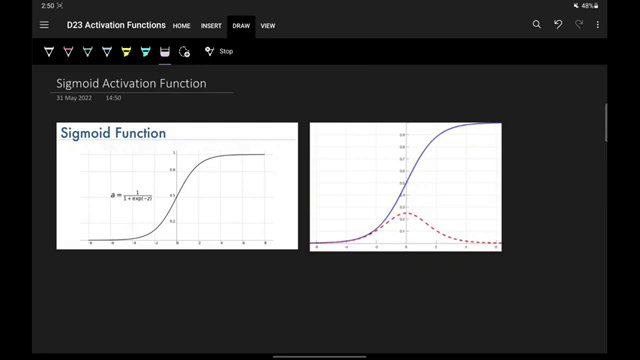 2:50
48%
D23 Activation Functions HOME INSERT DRAW VIEW
Stop
Sigmoid Activation Function
31 May 2022 14:50
Sigmoid Function
a = 1 / 1 + exp(-z)